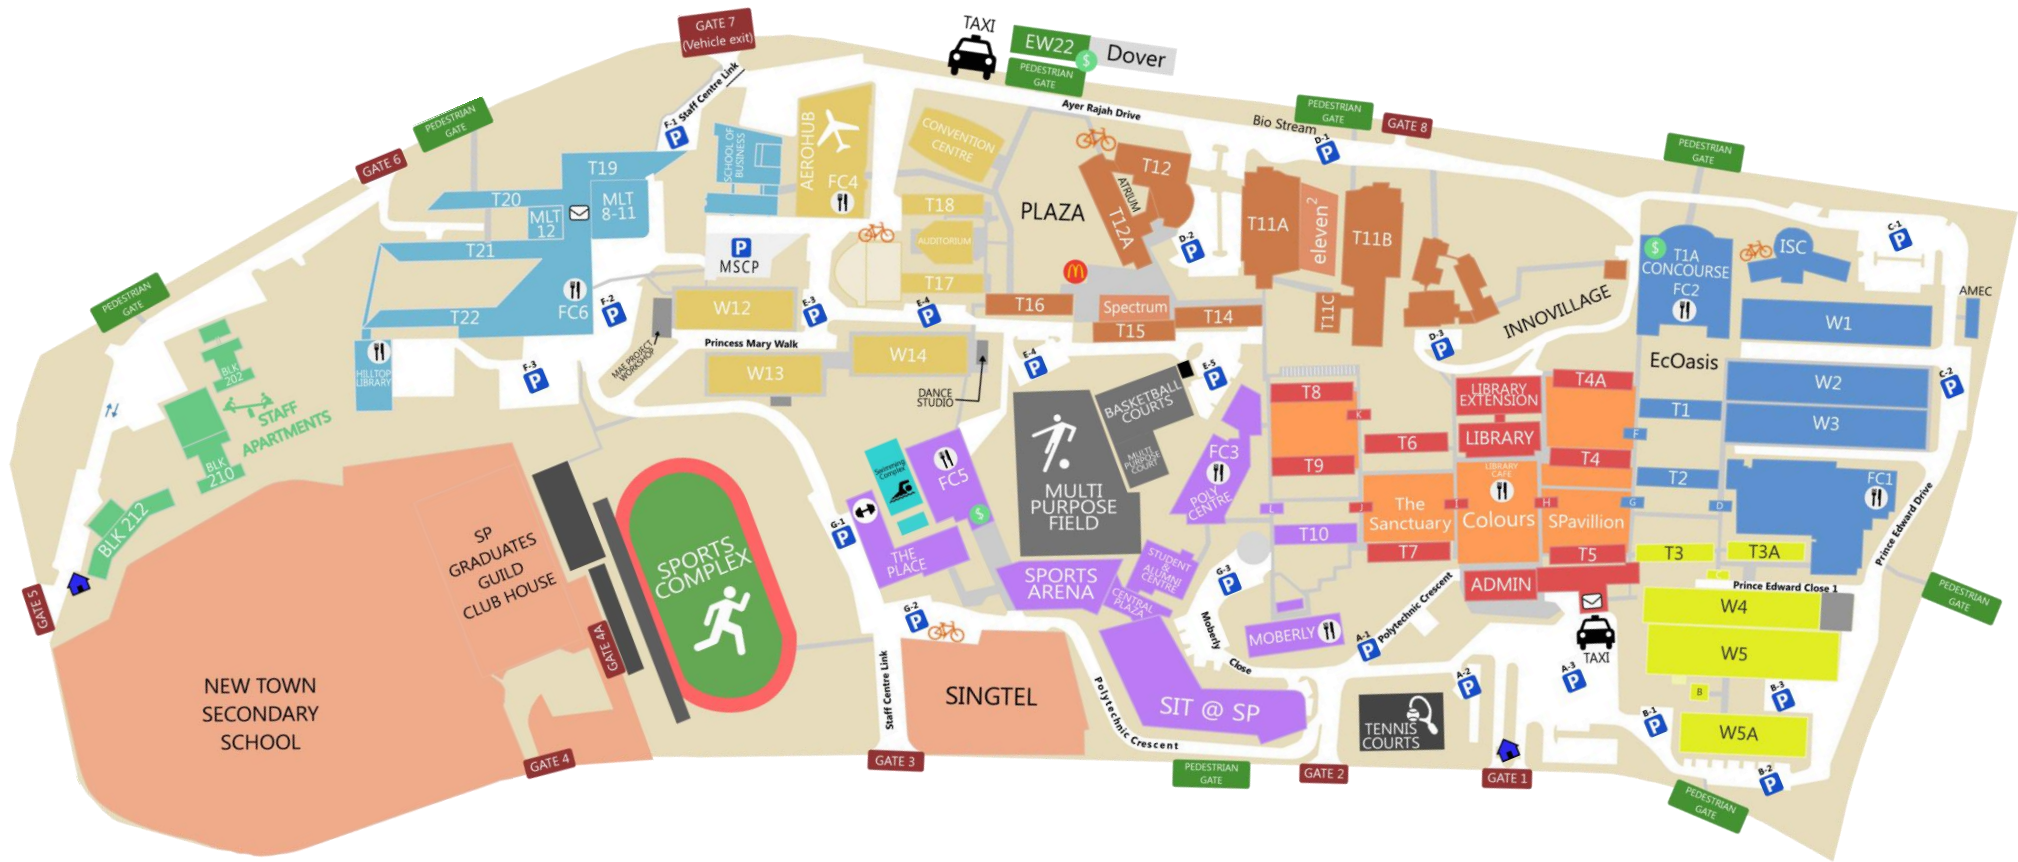 GATE 7
(Vehicle exit)
TAXI
EW22
Dover
$
PEDESTRIAN
GATE
PEDESTRIAN
GATE
GATE 6
F-1
P
Staff Centre Link
Ayer Rajah Drive
Bio Stream
D-1
P
PEDESTRIAN
GATE
GATE 8
PEDESTRIAN
GATE
T19
T20
MLT
12
MLT
8-11
T21
T22
FC6
HILLTOP
LIBRARY
SCHOOL OF
BUSINESS
AEROHUB
FC4
CONVENTION
CENTRE
T18
AUDITORIUM
T17
P
MSCP
PLAZA
T12
ATRIUM
T12A
D-2
P
T11A
eleven²
T11B
T11C
INNOVILLAGE
D-3
P
$
T1A
CONCOURSE
FC2
ISC
C-1
P
AMEC
W1
W2
W3
C-2
P
EcOasis
PEDESTRIAN
GATE
F-2
P
F-3
P
MAE PROJECT
WORKSHOP
W12
E-3
P
E-4
P
Princess Mary Walk
W13
W14
DANCE
STUDIO
T16
Spectrum
T15
T14
E-4
P
E-5
P
BLK
202
STAFF
APARTMENTS
BLK
210
BLK 212
GATE 5
SP
GRADUATES
GUILD
CLUB HOUSE
GATE 4A
NEW TOWN
SECONDARY
SCHOOL
GATE 4
SPORTS
COMPLEX
Swimming
Complex
FC5
$
G-1
P
THE
PLACE
G-2
P
MULTI
PURPOSE
FIELD
BASKETBALL
COURTS
MULTI
PURPOSE
COURT
FC3
POLY
CENTRE
SPORTS
ARENA
STUDENT
&
ALUMNI
CENTRE
CENTRAL
PLAZA
G-3
P
Moberly
Close
MOBERLY
SINGTEL
SIT @ SP
Staff Centre Link
Polytechnic Crescent
GATE 3
PEDESTRIAN
GATE
GATE 2
GATE 1
T8
K
T9
T6
L
J
T10
The
Sanctuary
T7
LIBRARY
EXTENSION
LIBRARY
LIBRARY
CAFE
Colours
I
H
T4A
T4
SPavillion
T5
ADMIN
T1
F
T2
G
D
FC1
T3
T3A
Prince Edward Drive
Prince Edward Close 1
W4
W5
B
W5A
Polytechnic Crescent
A-1
P
A-2
P
A-3
P
TAXI
TENNIS
COURTS
B-1
P
B-2
P
B-3
P
PEDESTRIAN
GATE
PEDESTRIAN
GATE